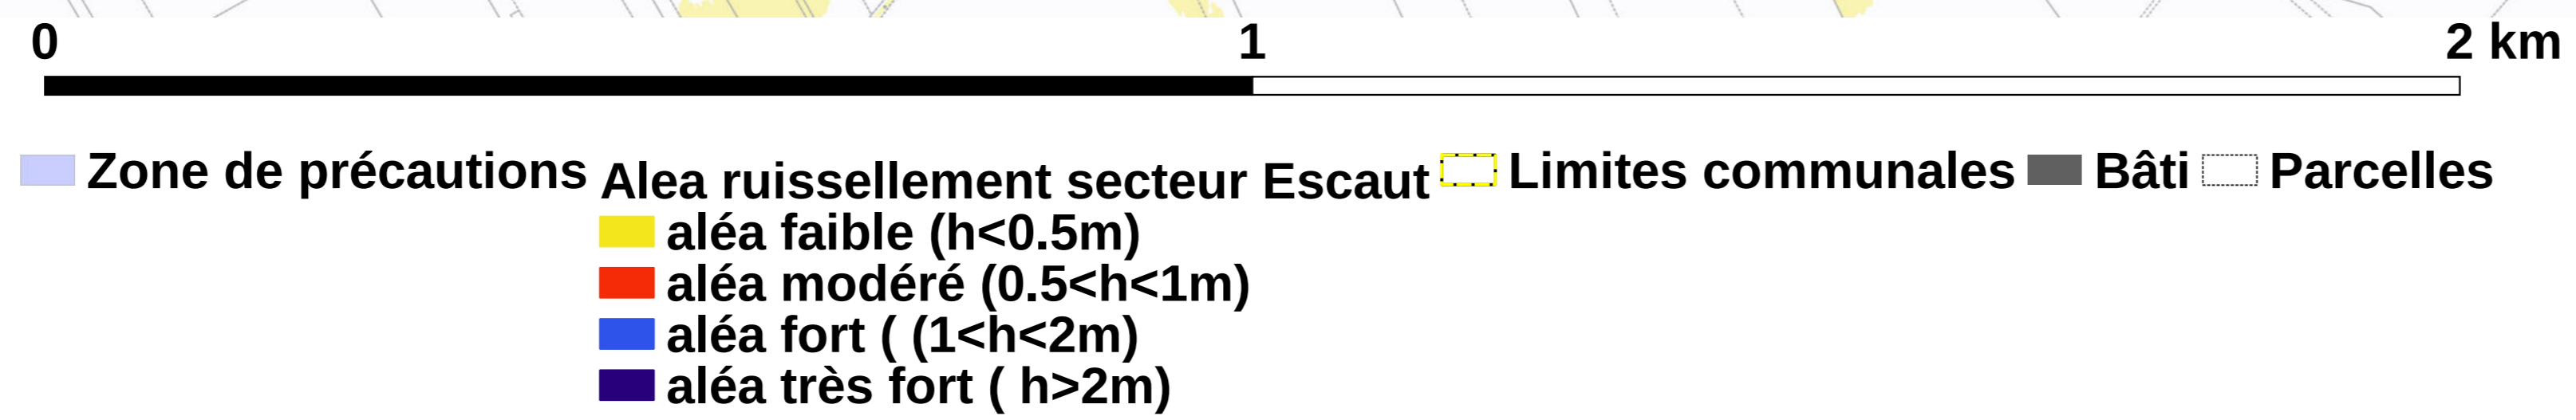 0 1 2 km
Zone de précautions Alea ruissellement secteur Escaut Limites communales Bâti Parcelles
aléa faible (h<0.5m)
aléa modéré (0.5<h<1m)
aléa fort ( (1<h<2m)
aléa très fort ( h>2m)